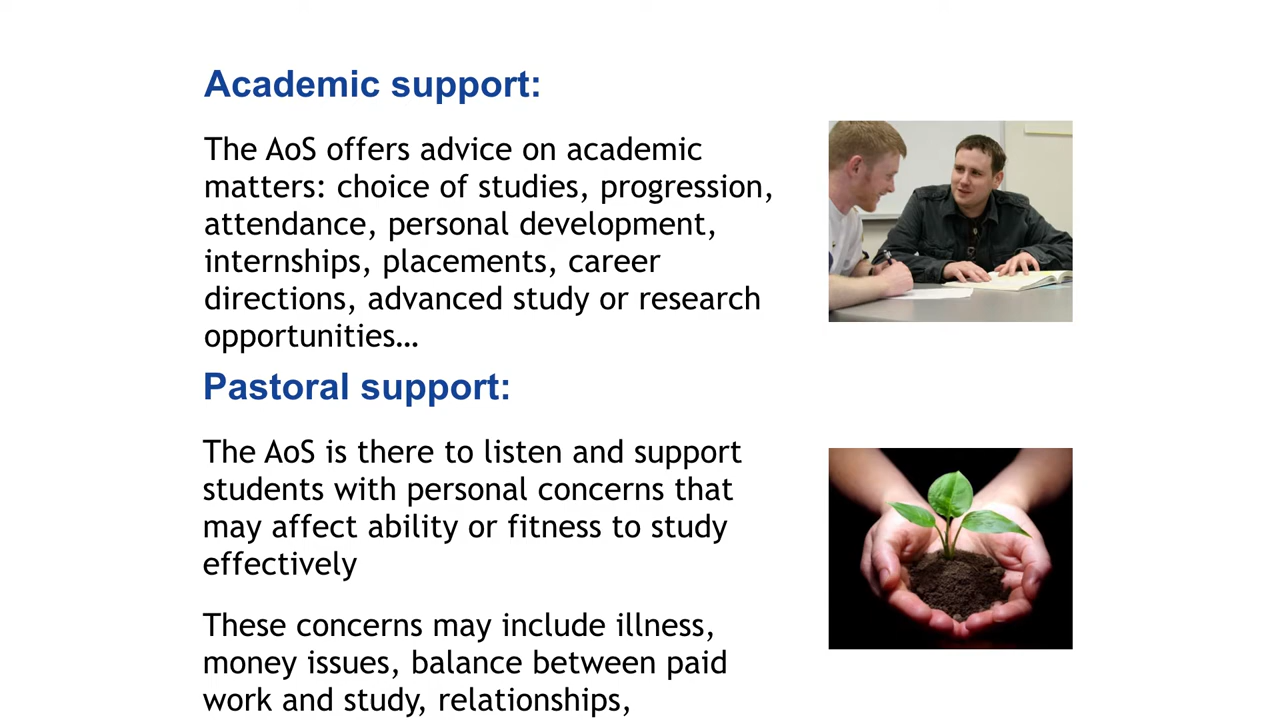 Academic support:
The AoS offers advice on academic
matters: choice of studies, progression,
attendance, personal development,
internships, placements, career
directions, advanced study or research
opportunities…
Pastoral support:
The AoS is there to listen and support
students with personal concerns that
may affect ability or fitness to study
effectively
These concerns may include illness,
money issues, balance between paid
work and study, relationships,